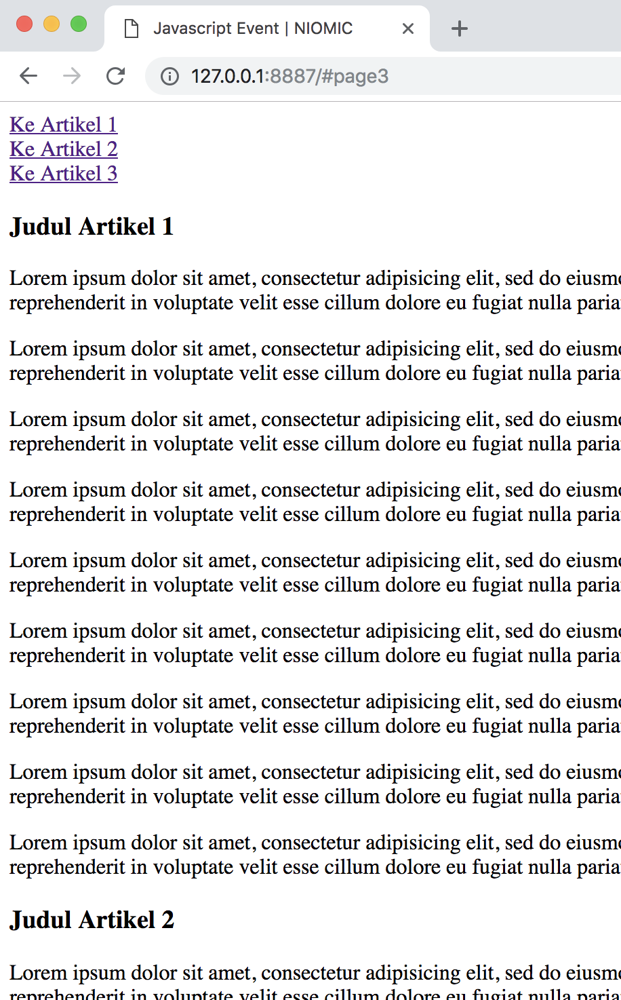 Javascript Event | NIOMIC
127.0.0.1:8887/#page3
Ke Artikel 1
Ke Artikel 2
Ke Artikel 3
Judul Artikel 1
Lorem ipsum dolor sit amet, consectetur adipisicing elit, sed do eiusmo
reprehenderit in voluptate velit esse cillum dolore eu fugiat nulla paria
Lorem ipsum dolor sit amet, consectetur adipisicing elit, sed do eiusmo
reprehenderit in voluptate velit esse cillum dolore eu fugiat nulla paria
Lorem ipsum dolor sit amet, consectetur adipisicing elit, sed do eiusmo
reprehenderit in voluptate velit esse cillum dolore eu fugiat nulla paria
Lorem ipsum dolor sit amet, consectetur adipisicing elit, sed do eiusmo
reprehenderit in voluptate velit esse cillum dolore eu fugiat nulla paria
Lorem ipsum dolor sit amet, consectetur adipisicing elit, sed do eiusmo
reprehenderit in voluptate velit esse cillum dolore eu fugiat nulla paria
Lorem ipsum dolor sit amet, consectetur adipisicing elit, sed do eiusmo
reprehenderit in voluptate velit esse cillum dolore eu fugiat nulla paria
Lorem ipsum dolor sit amet, consectetur adipisicing elit, sed do eiusmo
reprehenderit in voluptate velit esse cillum dolore eu fugiat nulla paria
Lorem ipsum dolor sit amet, consectetur adipisicing elit, sed do eiusmo
reprehenderit in voluptate velit esse cillum dolore eu fugiat nulla paria
Lorem ipsum dolor sit amet, consectetur adipisicing elit, sed do eiusmo
reprehenderit in voluptate velit esse cillum dolore eu fugiat nulla paria
Judul Artikel 2
Lorem ipsum dolor sit amet, consectetur adipisicing elit, sed do eiusmo
reprehenderit in voluptate velit esse cillum dolore eu fugiat nulla paria